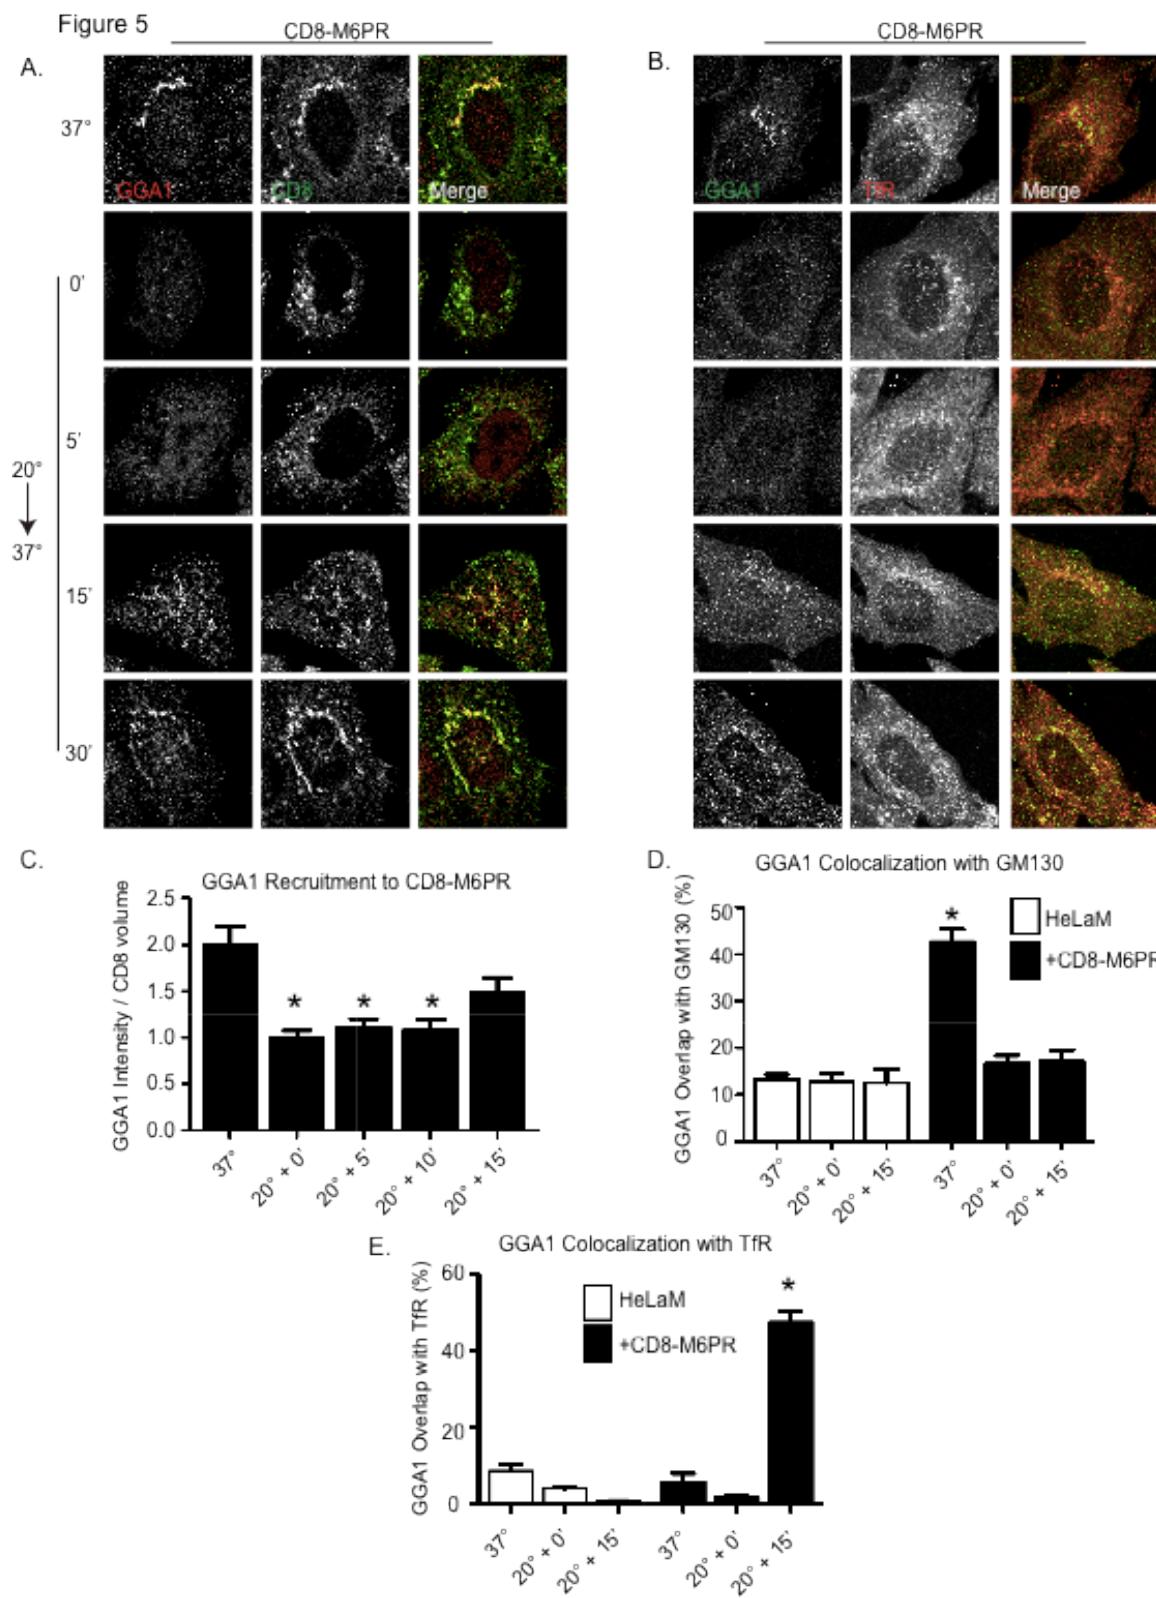 Figure 5
CD8-M6PR
CD8-M6PR
A.
B.
37°
GGA1
CD8
Merge
GGA1
TfR
Merge
0'
5'
20°
37°
15'
30'
C.
GGA1 Recruitment to CD8-M6PR
GGA1 Intensity / CD8 volume
2.5
2.0
1.5
1.0
0.5
0.0
*
*
*
37°
20° + 0'
20° + 5'
20° + 10'
20° + 15'
D.
GGA1 Colocalization with GM130
GGA1 Overlap with GM130 (%)
50
40
30
20
10
0
*
HeLaM
+CD8-M6PR
37°
20° + 0'
20° + 15'
37°
20° + 0'
20° + 15'
E.
GGA1 Colocalization with TfR
GGA1 Overlap with TfR (%)
60
40
20
0
HeLaM
+CD8-M6PR
*
37°
20° + 0'
20° + 15'
37°
20° + 0'
20° + 15'